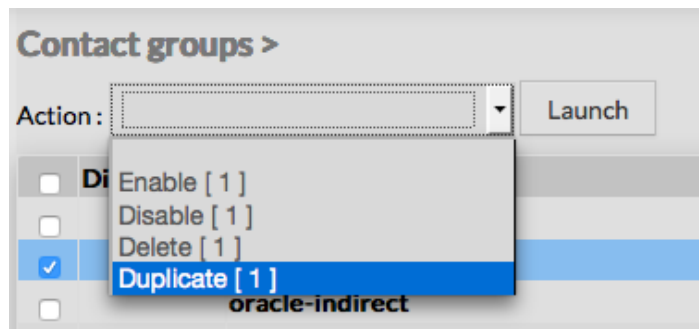 Contact groups >
Action :
Launch
Di
Enable [ 1 ]
Disable [ 1 ]
Delete [ 1 ]
Duplicate [ 1 ]
oracle-indirect